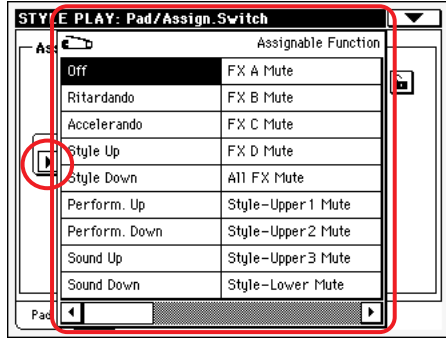 STYLE PLAY: Pad/Assign.Switch
Assignable Function
Off
FX A Mute
Ritardando
FX B Mute
Accelerando
FX C Mute
Style Up
FX D Mute
Style Down
All FX Mute
Perform. Up
Style-Upper1 Mute
Perform. Down
Style-Upper2 Mute
Sound Up
Style-Upper3 Mute
Sound Down
Style-Lower Mute
Pad